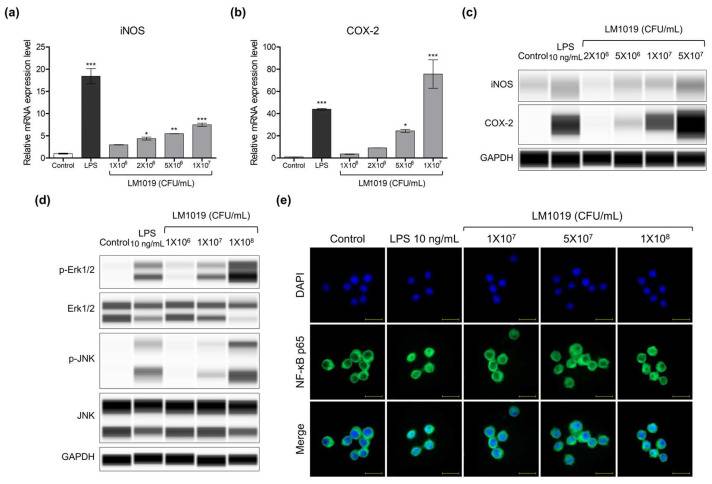 (a)
iNOS
Relative mRNA expression level
25
20
15
10
5
0
***
*
**
***
Control
LPS
1X10⁶
2X10⁶
5X10⁶
1X10⁷
LM1019 (CFU/mL)
(b)
COX-2
Relative mRNA expression level
100
80
60
40
20
0
***
*
***
Control
LPS
1X10⁶
2X10⁶
5X10⁶
1X10⁷
LM1019 (CFU/mL)
(c)
LM1019 (CFU/mL)
Control
LPS
10 ng/mL
2X10⁶
5X10⁶
1X10⁷
5X10⁷
iNOS
COX-2
GAPDH
(d)
LM1019 (CFU/mL)
Control
LPS
10 ng/mL
1X10⁶
1X10⁷
1X10⁸
p-Erk1/2
Erk1/2
p-JNK
JNK
GAPDH
(e)
LM1019 (CFU/mL)
Control
LPS 10 ng/mL
1X10⁷
5X10⁷
1X10⁸
DAPI
NF-κB p65
Merge